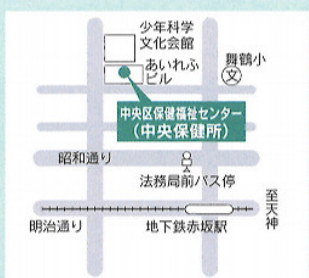 少年科学
文化会館
あいれふ
ビル
舞鶴小
文
中央区保健福祉センター
(中央保健所)
昭和通り
法務局前バス停
至天神
明治通り
地下鉄赤坂駅